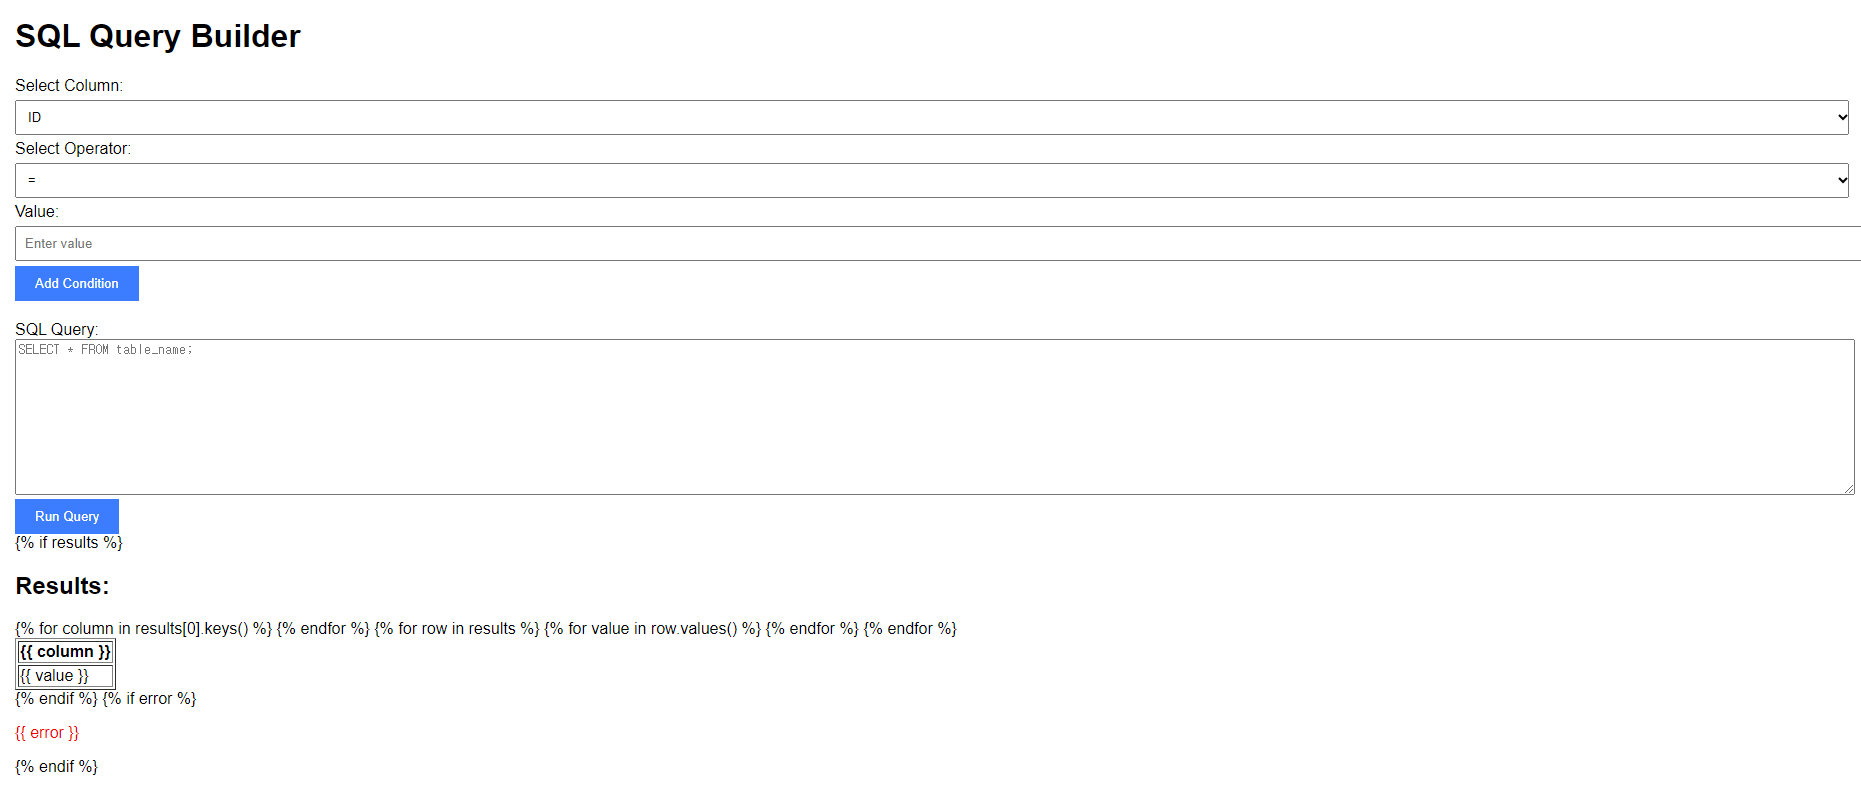 SQL Query Builder
Select Column:
ID
Select Operator:
=
Value:
Enter value
Add Condition
SQL Query:
SELECT * FROM table_name;
Run Query
{% if results %}
Results:
{% for column in results[0].keys() %} {% endfor %} {% for row in results %} {% for value in row.values() %} {% endfor %} {% endfor %}
{{ column }}
{{ value }}
{% endif %} {% if error %}
{{ error }}
{% endif %}